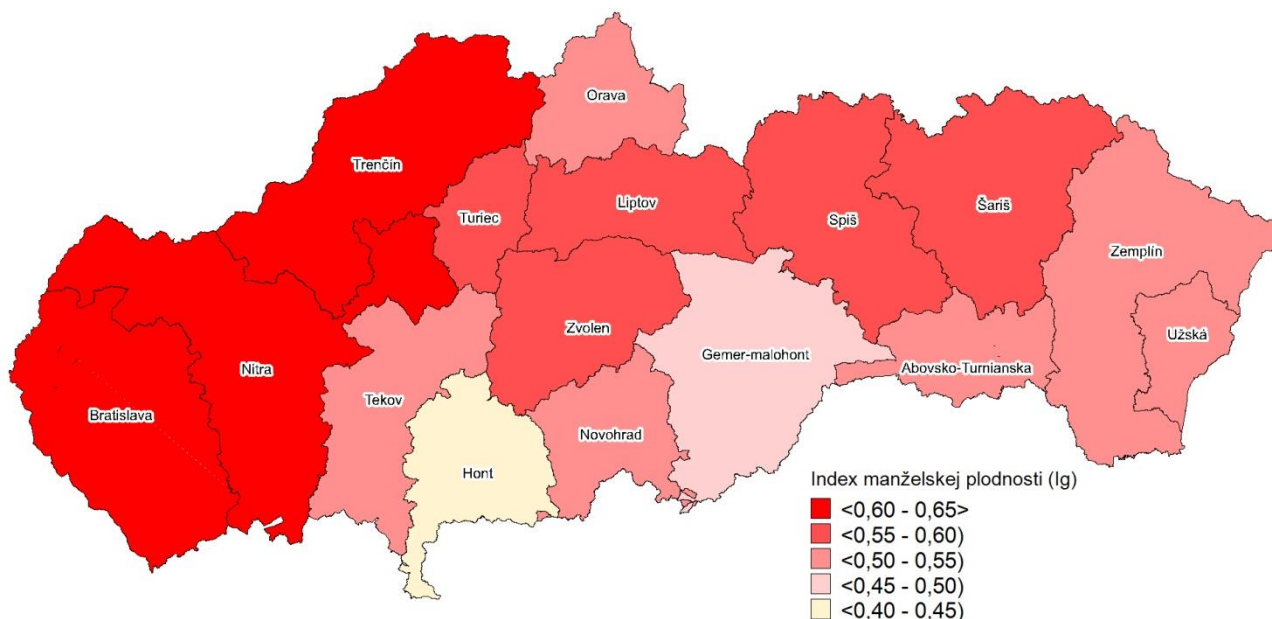 Orava
Trenčín
Turiec
Liptov
Spiš
Šariš
Zemplín
Zvolen
Užská
Nitra
Gemer-malohont
Abovsko-Turnianska
Tekov
Bratislava
Novohrad
Hont
Index manželskej plodnosti (Ig)
<0,60 - 0,65>
<0,55 - 0,60)
<0,50 - 0,55)
<0,45 - 0,50)
<0,40 - 0,45)